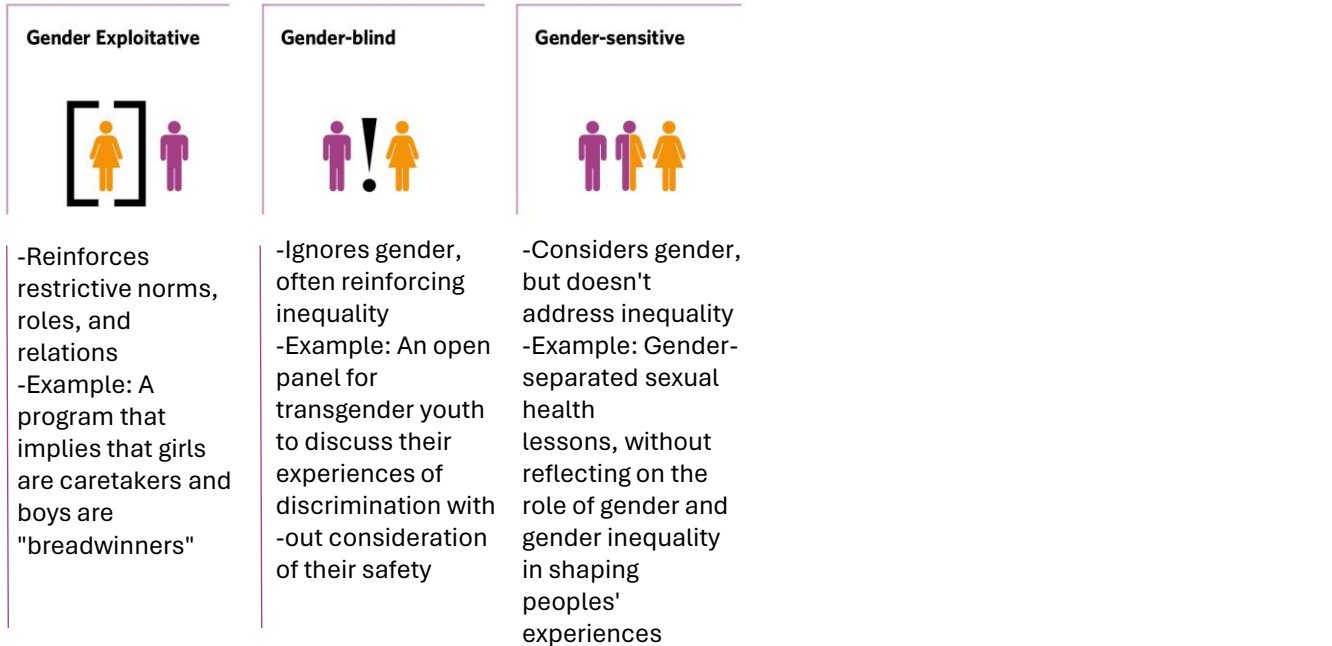 Gender Exploitative
-Reinforces
restrictive norms,
roles, and
relations
-Example: A
program that
implies that girls
are caretakers and
boys are
"breadwinners"
Gender-blind
-Ignores gender,
often reinforcing
inequality
-Example: An open
panel for
transgender youth
to discuss their
experiences of
discrimination with
-out consideration
of their safety
Gender-sensitive
-Considers gender,
but doesn't
address inequality
-Example: Gender-
separated sexual
health
lessons, without
reflecting on the
role of gender and
gender inequality
in shaping
peoples'
experiences